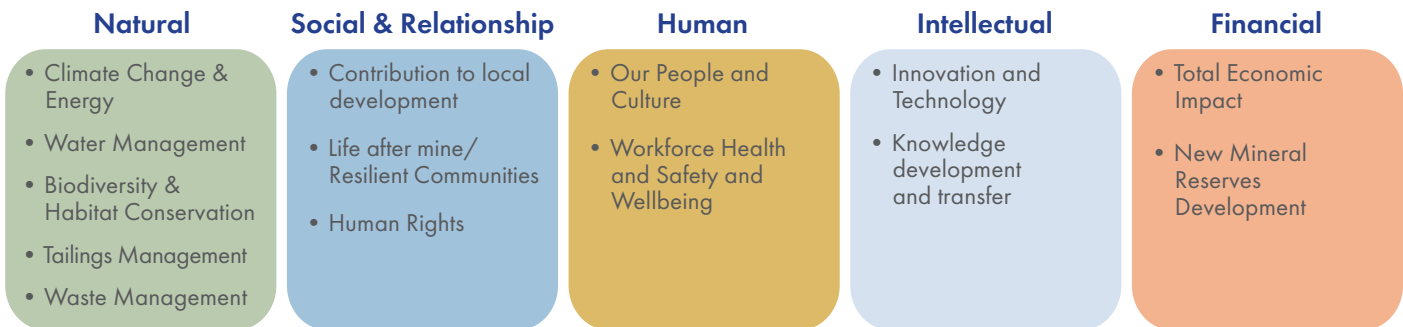 Natural
• Climate Change &
Energy
• Water Management
• Biodiversity &
Habitat Conservation
• Tailings Management
• Waste Management
Social & Relationship
• Contribution to local
development
• Life after mine/
Resilient Communities
• Human Rights
Human
• Our People and
Culture
• Workforce Health
and Safety and
Wellbeing
Intellectual
• Innovation and
Technology
• Knowledge
development
and transfer
Financial
• Total Economic
Impact
• New Mineral
Reserves
Development